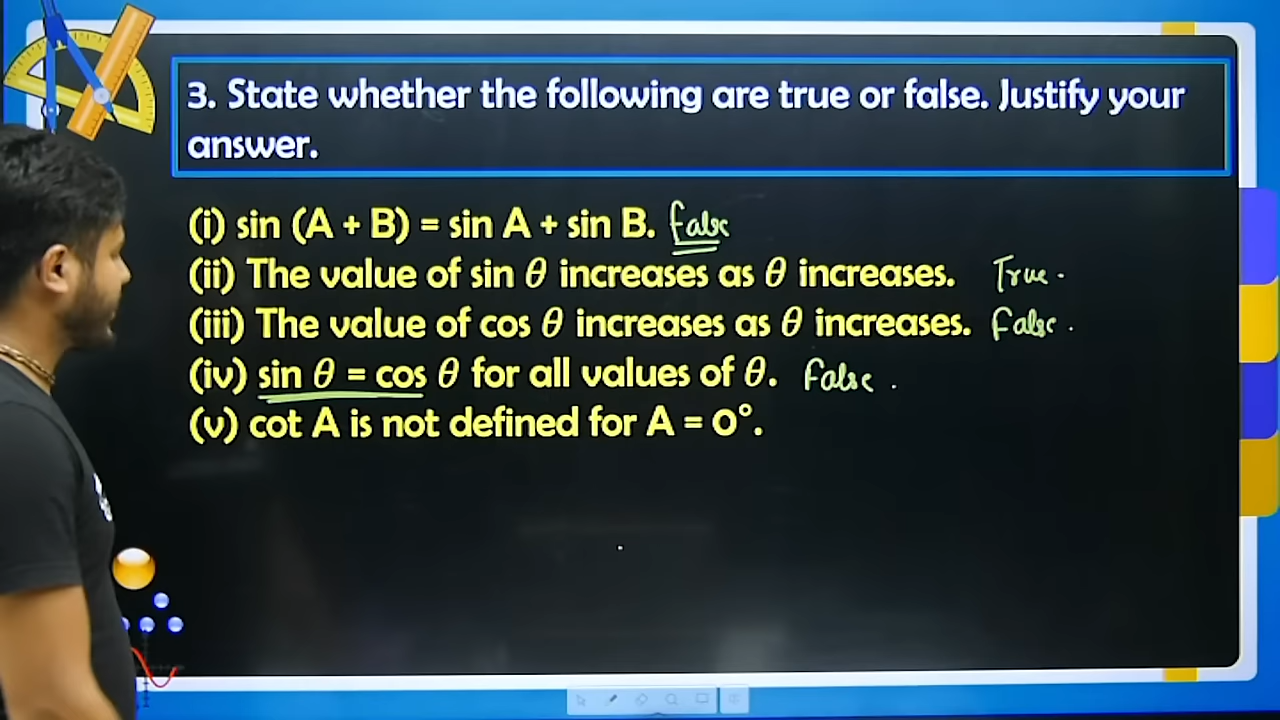 3. State whether the following are true or false. Justify your
answer.
(i) sin (A + B) = sin A + sin B. False
(ii) The value of sin θ increases as θ increases. True.
(iii) The value of cos θ increases as θ increases. False.
(iv) sin θ = cos θ for all values of θ. False.
(v) cot A is not defined for A = 0°.